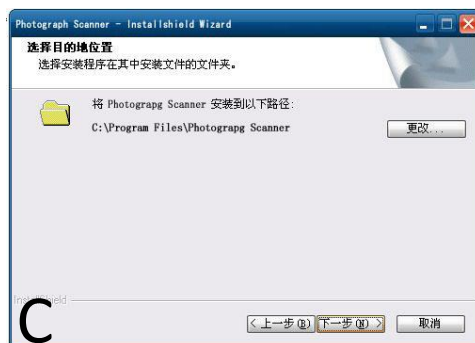 Photograph Scanner - Installshield Wizard
选择目的地位置
选择安装程序在其中安装文件的文件夹。
将 Photograpg Scanner 安装到以下路径:
C:\Program Files\Photograpg Scanner
更改...
InstallShield
C
< 上一步(B)
下一步(N) >
取消